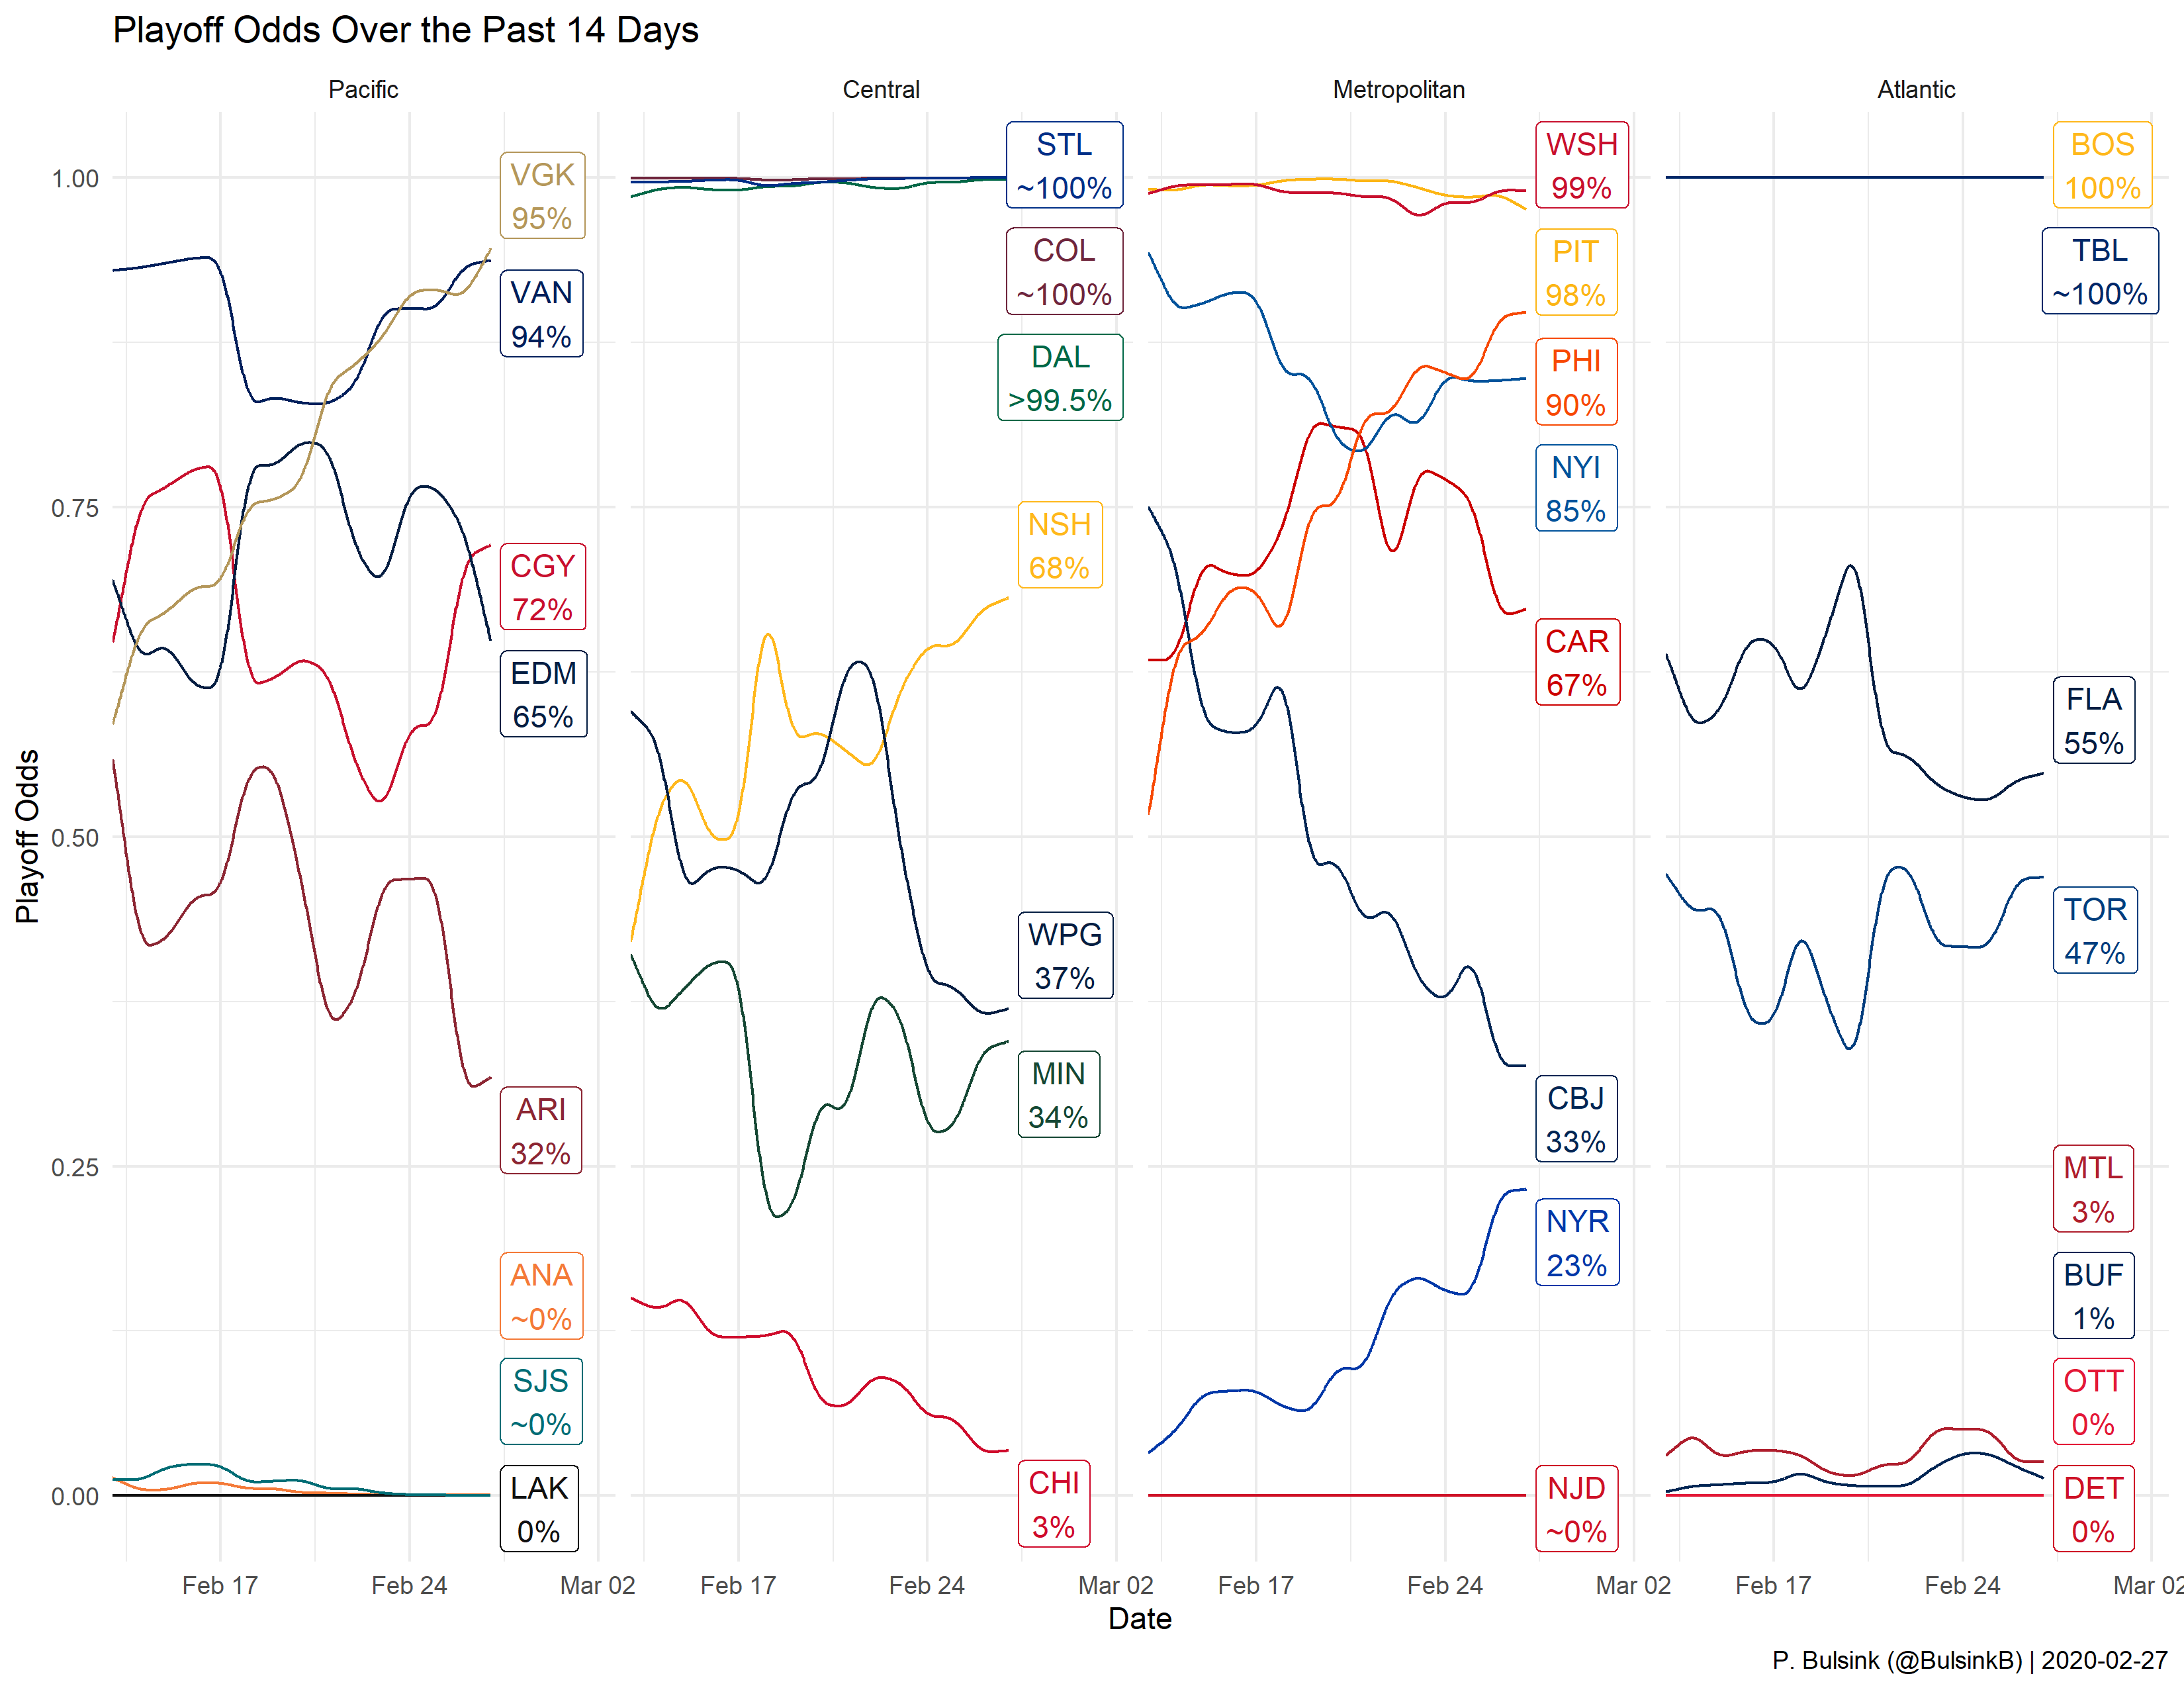 Playoff Odds Over the Past 14 Days
Pacific
Central
Metropolitan
Atlantic
Playoff Odds
1.00
0.75
0.50
0.25
0.00
VGK
95%
VAN
94%
CGY
72%
EDM
65%
ARI
32%
ANA
~0%
SJS
~0%
LAK
0%
STL
~100%
COL
~100%
DAL
>99.5%
NSH
68%
WPG
37%
MIN
34%
CHI
3%
WSH
99%
PIT
98%
PHI
90%
NYI
85%
CAR
67%
CBJ
33%
NYR
23%
NJD
~0%
BOS
100%
TBL
~100%
FLA
55%
TOR
47%
MTL
3%
BUF
1%
OTT
0%
DET
0%
Feb 17
Feb 24
Mar 02
Feb 17
Feb 24
Mar 02
Feb 17
Feb 24
Mar 02
Feb 17
Feb 24
Mar 02
Date
P. Bulsink (@BulsinkB) | 2020-02-27